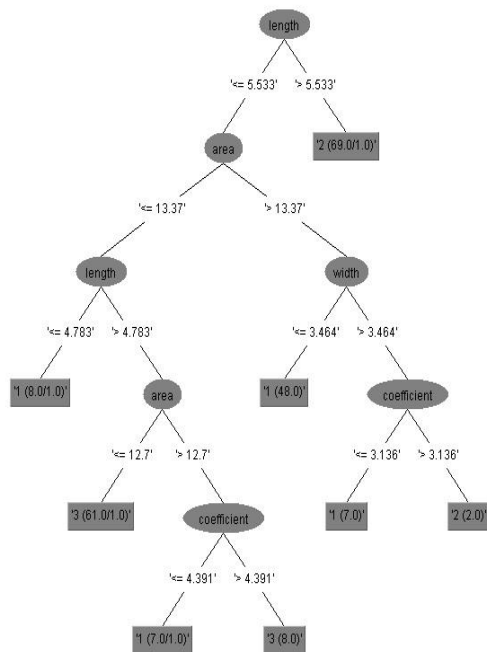 length
'<= 5.533' '> 5.533'
area '2 (69.0/1.0)'
'<= 13.37' '> 13.37'
length width
'<= 4.783' '> 4.783' '<= 3.464' '> 3.464'
'1 (8.0/1.0)' area '1 (48.0)' coefficient
'<= 12.7' '> 12.7' '<= 3.136' '> 3.136'
'3 (61.0/1.0)' coefficient '1 (7.0)' '2 (2.0)'
'<= 4.391' '> 4.391'
'1 (7.0/1.0)' '3 (8.0)'